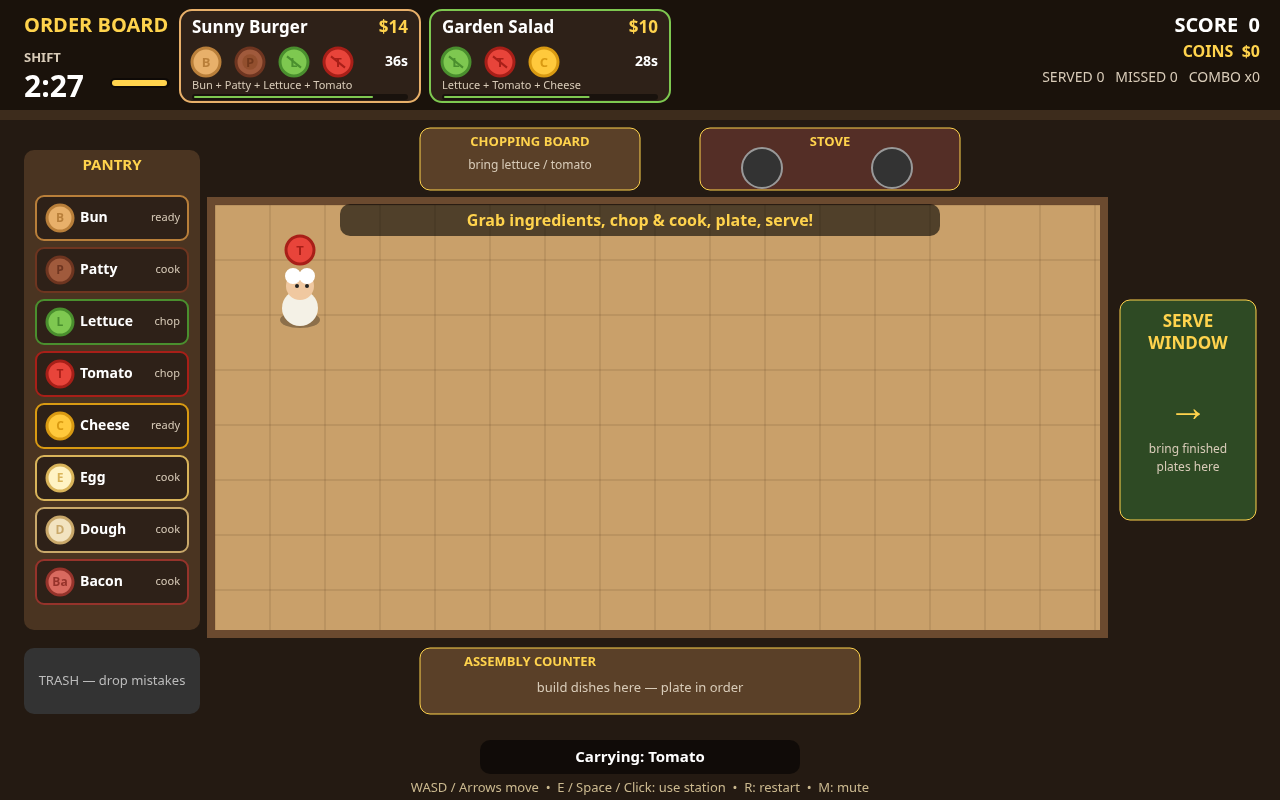 ORDER BOARD
SHIFT
2:27
Sunny Burger $14
B P L T 36s
Bun + Patty + Lettuce + Tomato
Garden Salad $10
L T C 28s
Lettuce + Tomato + Cheese
SCORE 0
COINS $0
SERVED 0 MISSED 0 COMBO x0
PANTRY
B Bun ready
P Patty cook
L Lettuce chop
T Tomato chop
C Cheese ready
E Egg cook
D Dough cook
Ba Bacon cook
TRASH — drop mistakes
CHOPPING BOARD
bring lettuce / tomato
STOVE
Grab ingredients, chop & cook, plate, serve!
T
SERVE
WINDOW
→
bring finished
plates here
ASSEMBLY COUNTER
build dishes here — plate in order
Carrying: Tomato
WASD / Arrows move • E / Space / Click: use station • R: restart • M: mute